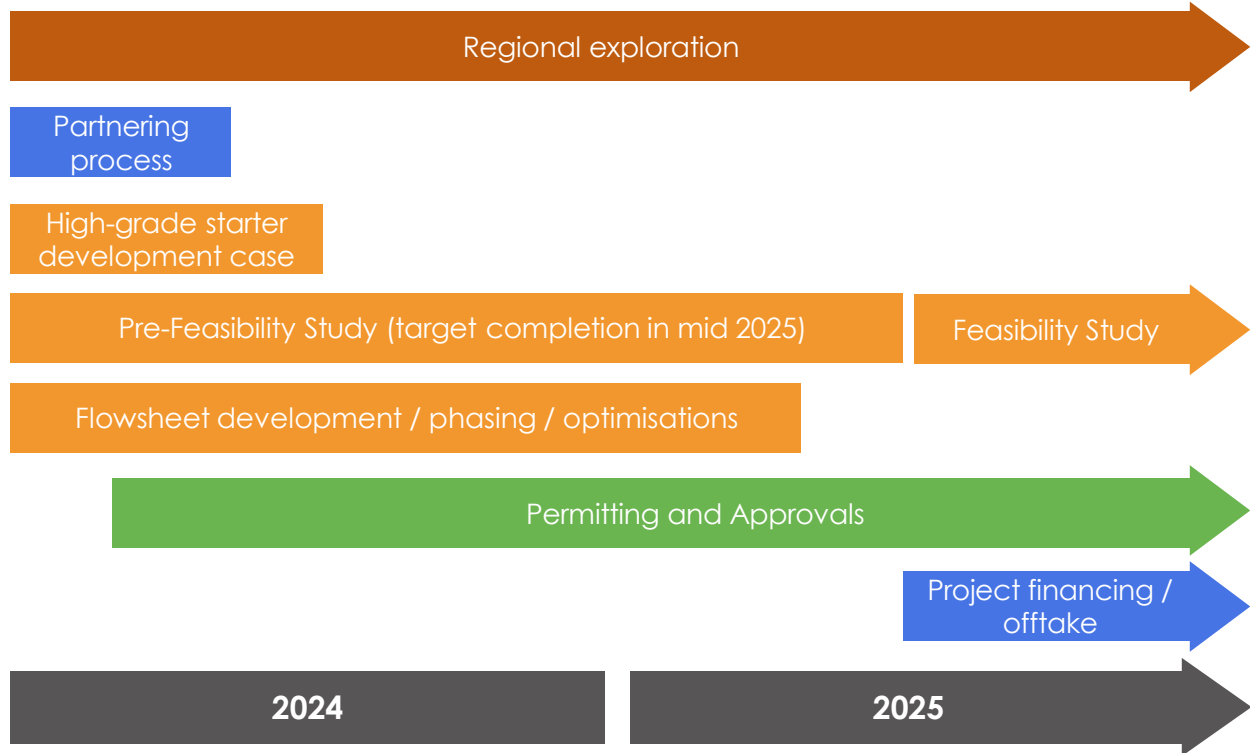 Regional exploration
Partnering
process
High-grade starter
development case
Pre-Feasibility Study (target completion in mid 2025)
Feasibility Study
Flowsheet development / phasing / optimisations
Permitting and Approvals
Project financing /
offtake
2024
2025